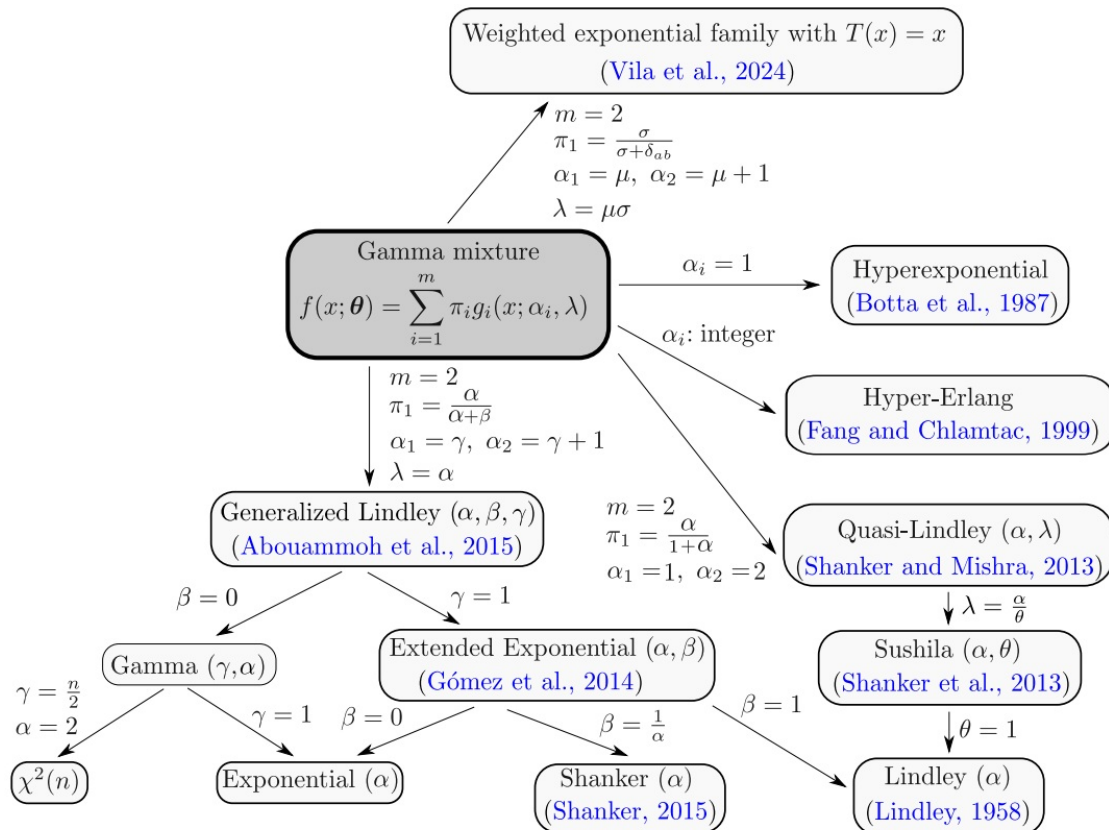 Weighted exponential family with T(x) = x
(Vila et al., 2024)
m = 2
π₁ = σ/(σ+δ_ab)
α₁ = μ, α₂ = μ + 1
λ = μσ
Gamma mixture
f(x; θ) = ∑_{i=1}^{m} π_i g_i(x; α_i, λ)
α_i = 1
Hyperexponential
(Botta et al., 1987)
α_i: integer
Hyper-Erlang
(Fang and Chlamtac, 1999)
m = 2
π₁ = α/(α+β)
α₁ = γ, α₂ = γ + 1
λ = α
Generalized Lindley (α, β, γ)
(Abouammoh et al., 2015)
m = 2
π₁ = α/(1+α)
α₁ = 1, α₂ = 2
Quasi-Lindley (α, λ)
(Shanker and Mishra, 2013)
β = 0
γ = 1
λ = α/θ
Gamma (γ,α)
Extended Exponential (α, β)
(Gómez et al., 2014)
Sushila (α, θ)
(Shanker et al., 2013)
γ = n/2
α = 2
γ = 1
β = 0
β = 1/α
β = 1
θ = 1
χ²(n)
Exponential (α)
Shanker (α)
(Shanker, 2015)
Lindley (α)
(Lindley, 1958)